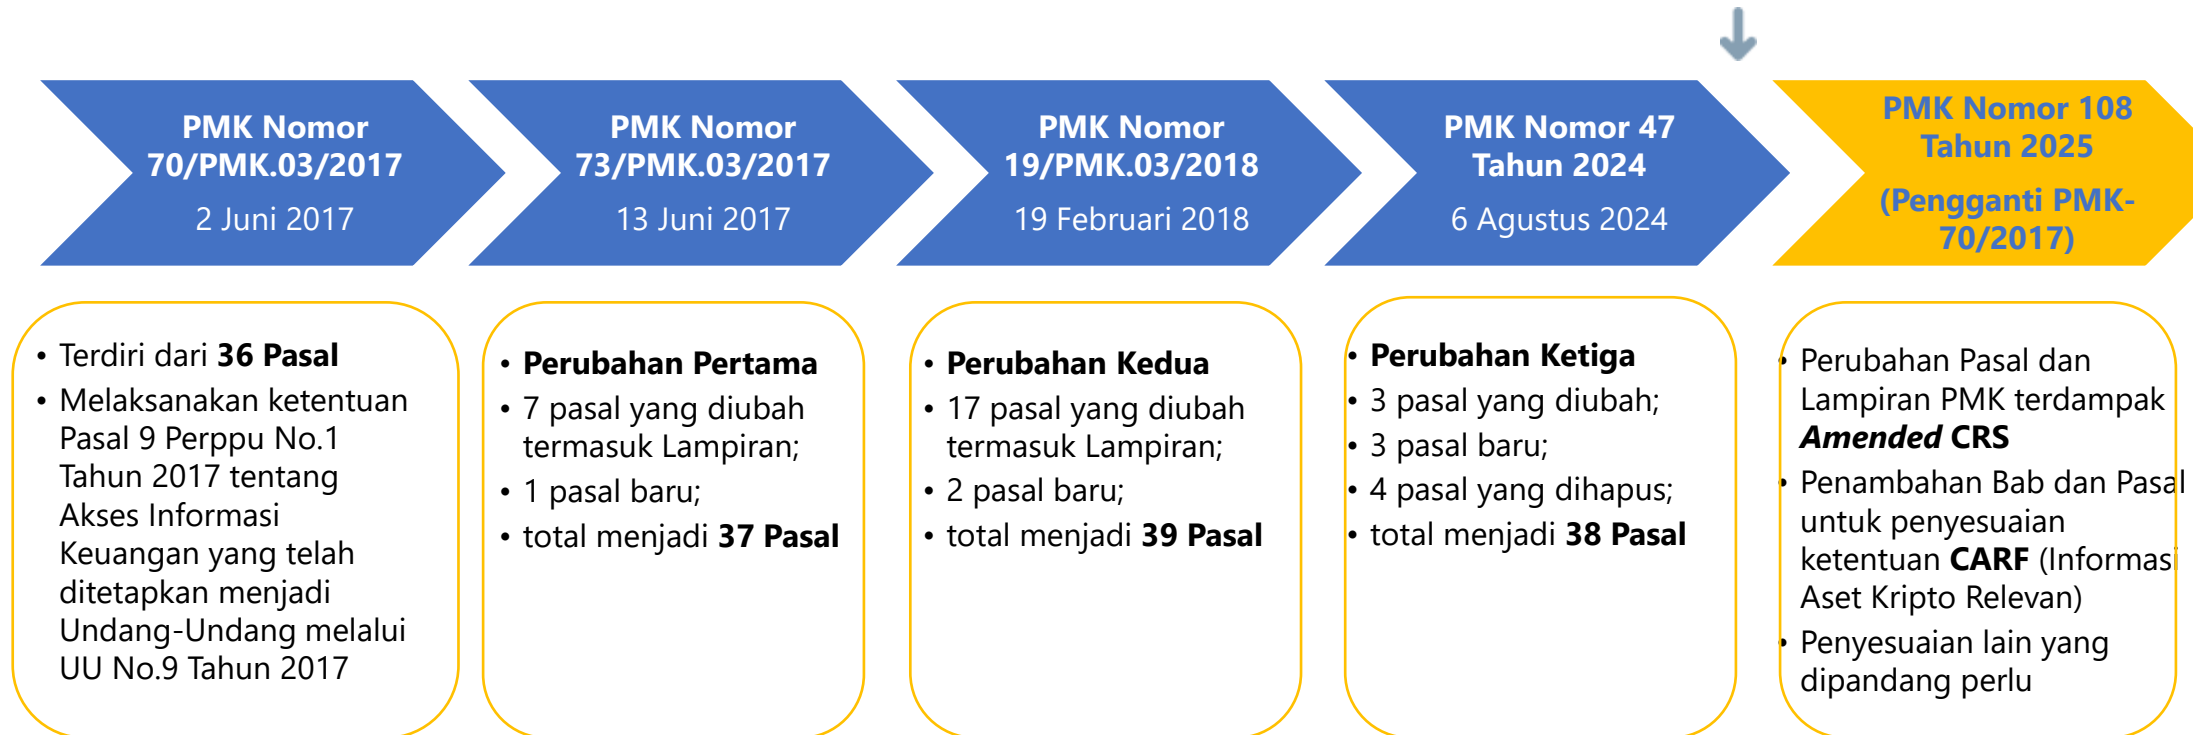 PMK Nomor
70/PMK.03/2017
2 Juni 2017
PMK Nomor
73/PMK.03/2017
13 Juni 2017
PMK Nomor
19/PMK.03/2018
19 Februari 2018
PMK Nomor 47
Tahun 2024
6 Agustus 2024
PMK Nomor 108
Tahun 2025
(Pengganti PMK-
70/2017)
• Terdiri dari 36 Pasal
• Melaksanakan ketentuan
Pasal 9 Perppu No.1
Tahun 2017 tentang
Akses Informasi
Keuangan yang telah
ditetapkan menjadi
Undang-Undang melalui
UU No.9 Tahun 2017
• Perubahan Pertama
• 7 pasal yang diubah
termasuk Lampiran;
• 1 pasal baru;
• total menjadi 37 Pasal
• Perubahan Kedua
• 17 pasal yang diubah
termasuk Lampiran;
• 2 pasal baru;
• total menjadi 39 Pasal
• Perubahan Ketiga
• 3 pasal yang diubah;
• 3 pasal baru;
• 4 pasal yang dihapus;
• total menjadi 38 Pasal
• Perubahan Pasal dan
Lampiran PMK terdampak
Amended CRS
• Penambahan Bab dan Pasal
untuk penyesuaian
ketentuan CARF (Informasi
Aset Kripto Relevan)
• Penyesuaian lain yang
dipandang perlu